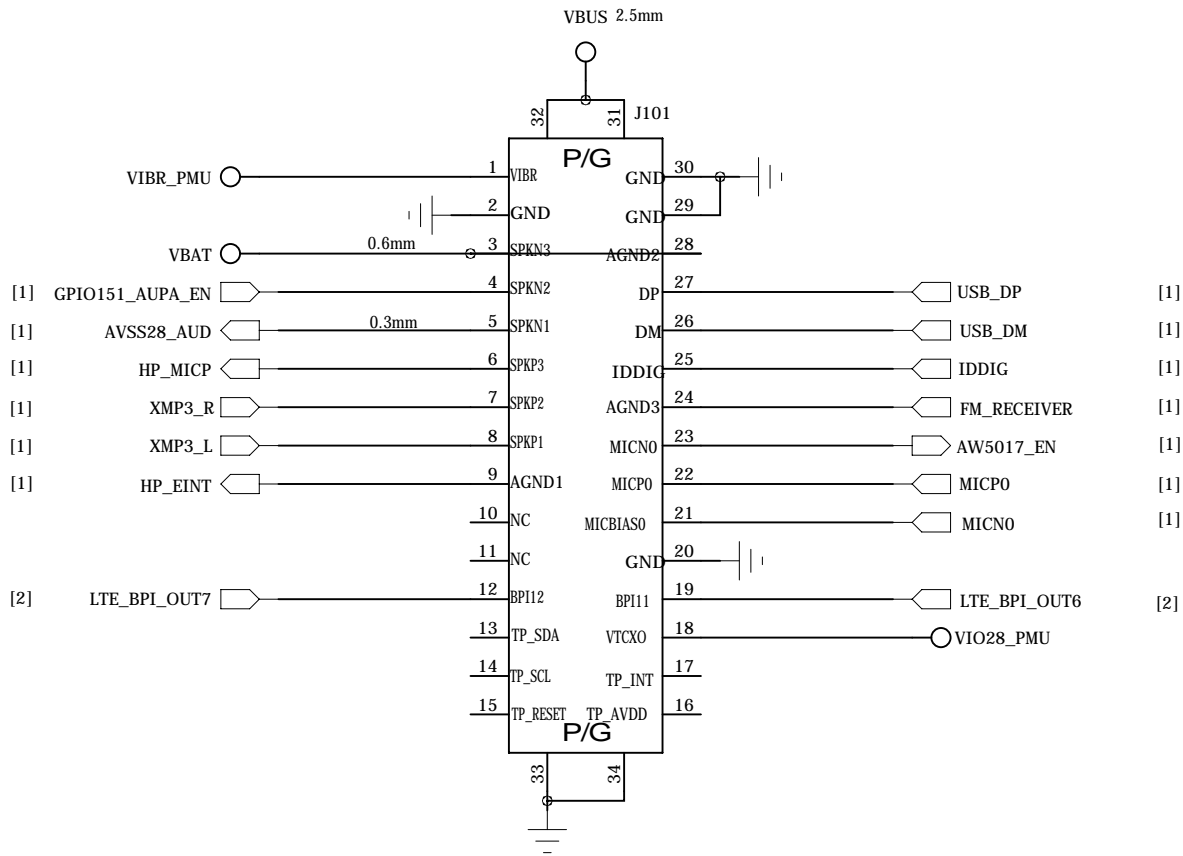 VBUS 2.5mm
32 31 J101
P/G
VIBR_PMU 1 VIBR GND 30
2 GND GND 29
VBAT 0.6mm 3 SPKN3 AGND2 28
[1] GPIO151_AUPA_EN 4 SPKN2 DP 27 USB_DP [1]
[1] AVSS28_AUD 0.3mm 5 SPKN1 DM 26 USB_DM [1]
[1] HP_MICP 6 SPKP3 IDDIG 25 IDDIG [1]
[1] XMP3_R 7 SPKP2 AGND3 24 FM_RECEIVER [1]
[1] XMP3_L 8 SPKP1 MICN0 23 AW5017_EN [1]
[1] HP_EINT 9 AGND1 MICP0 22 MICP0 [1]
10 NC MICBIAS0 21 MICN0 [1]
11 NC GND 20
[2] LTE_BPI_OUT7 12 BPI12 BPI11 19 LTE_BPI_OUT6 [2]
13 TP_SDA VTCXO 18 VIO28_PMU
14 TP_SCL TP_INT 17
15 TP_RESET TP_AVDD 16
P/G
33 34